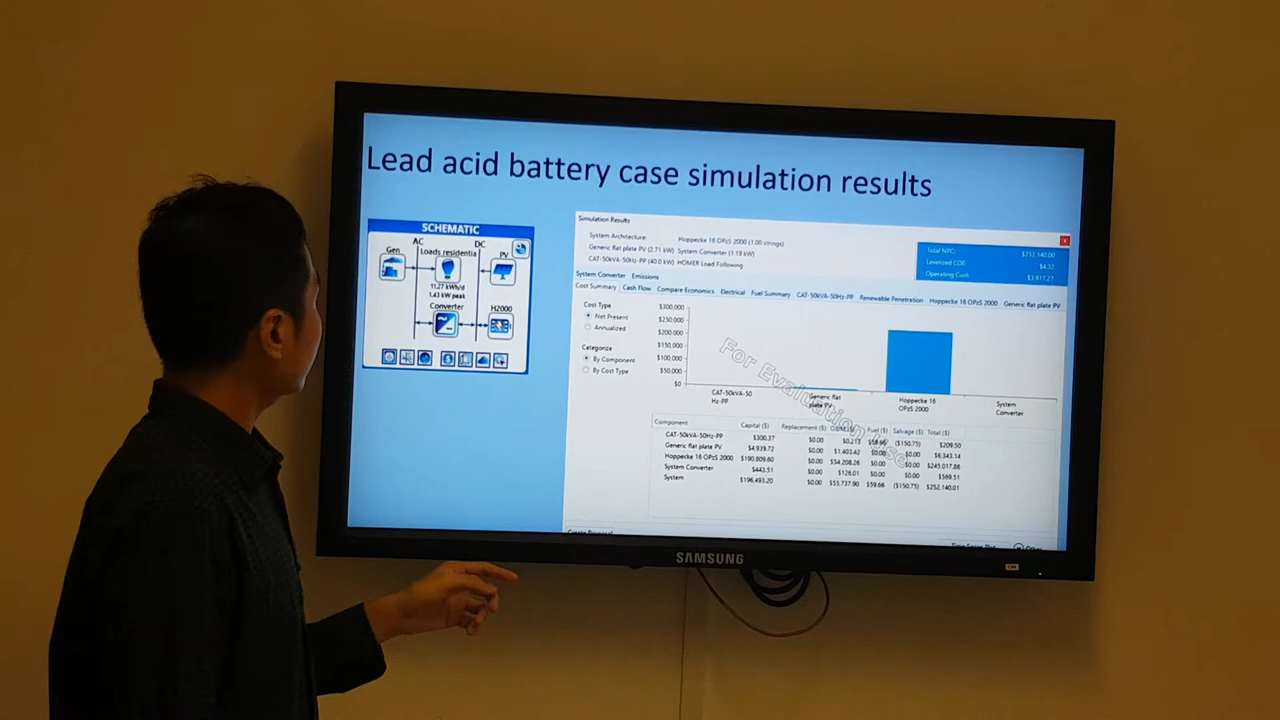 Lead acid battery case simulation results
SCHEMATIC
AC
DC
Gen
Loads residentia
PV
11.27 kWh/d
1.43 kW peak
Converter
H2000
Simulation Results
System Architecture:
Hoppecke 16 OPzS 2000 (1.00 strings)
Generic flat plate PV (2.71 kW)
System Converter (1.19 kW)
CAT-50kVA-50Hz-PP (40.0 kW)
HOMER Load Following
Total NPC:
$252,140.00
Levelized COE:
Operating Cost:
$3,911.27
System Converter
Emissions
Cost Summary
Cash Flow
Compare Economics
Electrical
Fuel Summary
CAT-50kVA-50Hz-PP
Renewable Penetration
Hoppecke 16 OPzS 2000
Generic flat plate PV
Cost Type
Net Present
Annualized
Categorize
By Component
By Cost Type
$300,000
$250,000
$200,000
$150,000
$100,000
$50,000
$0
CAT-50kVA-50
Hz-PP
Generic flat
plate PV
Hoppecke 16
OPzS 2000
System
Converter
For Evaluation Use
Component Capital ($) Replacement ($) Fuel ($) Salvage ($) Total ($)
CAT-50kVA-50Hz-PP $300.37 $0.00 ($150.75) $209.50
Generic flat plate PV $4,939.72 $0.00 $1,403.42 $0.00 $0.00 $6,343.14
Hoppecke 16 OPzS 2000 $190,809.60 $0.00 $54,208.26 $0.00 $0.00 $245,017.86
System Converter $443.51 $0.00 $126.01 $0.00 $0.00 $569.51
System $196,493.20 $0.00 $55,737.90 $59.66 ($150.75) $252,140.01
SAMSUNG